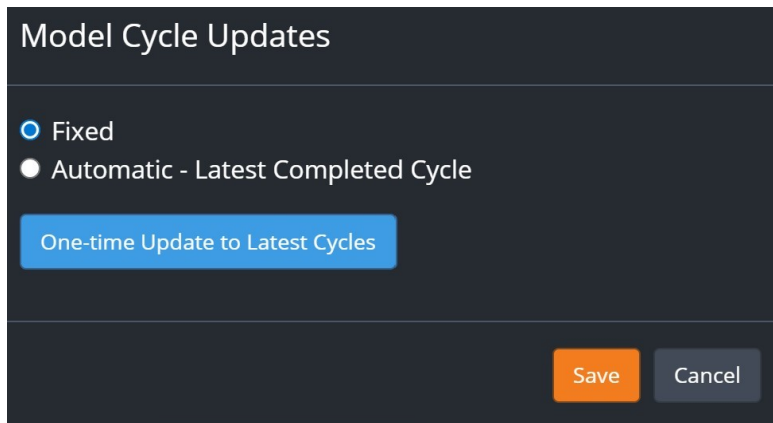 Model Cycle Updates
Fixed
Automatic - Latest Completed Cycle
One-time Update to Latest Cycles
Save
Cancel